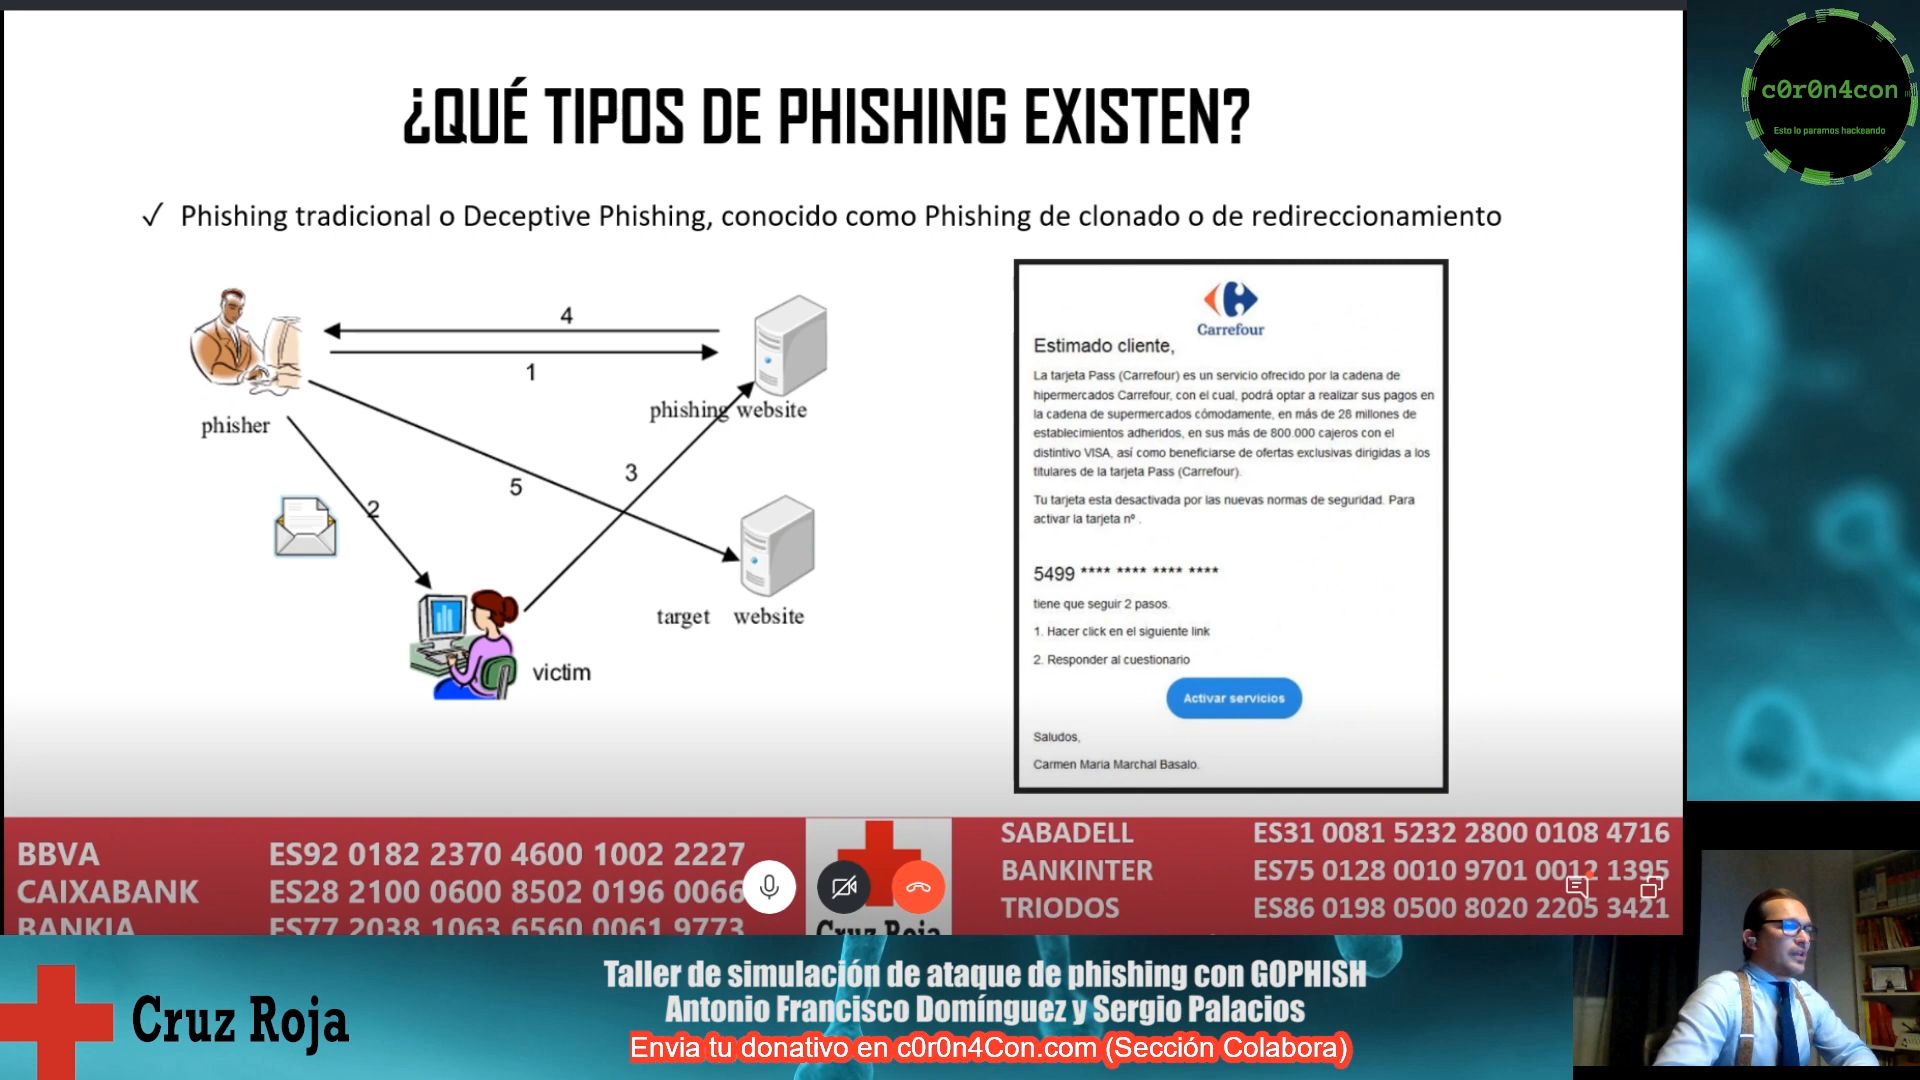 ¿QUÉ TIPOS DE PHISHING EXISTEN?
✓ Phishing tradicional o Deceptive Phishing, conocido como Phishing de clonado o de redireccionamiento
4
1
phisher
phishing website
2
5
3
target website
victim
Carrefour
Estimado cliente,
La tarjeta Pass (Carrefour) es un servicio ofrecido por la cadena de
hipermercados Carrefour, con el cual, podrá optar a realizar sus pagos en
la cadena de supermercados cómodamente, en más de 28 millones de
establecimientos adheridos, en sus más de 800.000 cajeros con el
distintivo VISA, así como beneficiarse de ofertas exclusivas dirigidas a los
titulares de la tarjeta Pass (Carrefour).
Tu tarjeta esta desactivada por las nuevas normas de seguridad. Para
activar la tarjeta nº .
5499 **** **** **** ****
tiene que seguir 2 pasos.
1. Hacer click en el siguiente link
2. Responder al cuestionario
Activar servicios
Saludos,
Carmen Maria Marchal Basalo.
c0r0n4con
Esto lo paramos hackeando
BBVA ES92 0182 2370 4600 1002 2227
CAIXABANK ES28 2100 0600 8502 0196 0066
BANKIA ES77 2038 1063 6560 0061 9773
Cruz Roja
SABADELL ES31 0081 5232 2800 0108 4716
BANKINTER ES75 0128 0010 9701 0012 1395
TRIODOS ES86 0198 0500 8020 2205 3421
Cruz Roja
Taller de simulación de ataque de phishing con GOPHISH
Antonio Francisco Domínguez y Sergio Palacios
Envia tu donativo en c0r0n4Con.com (Sección Colabora)